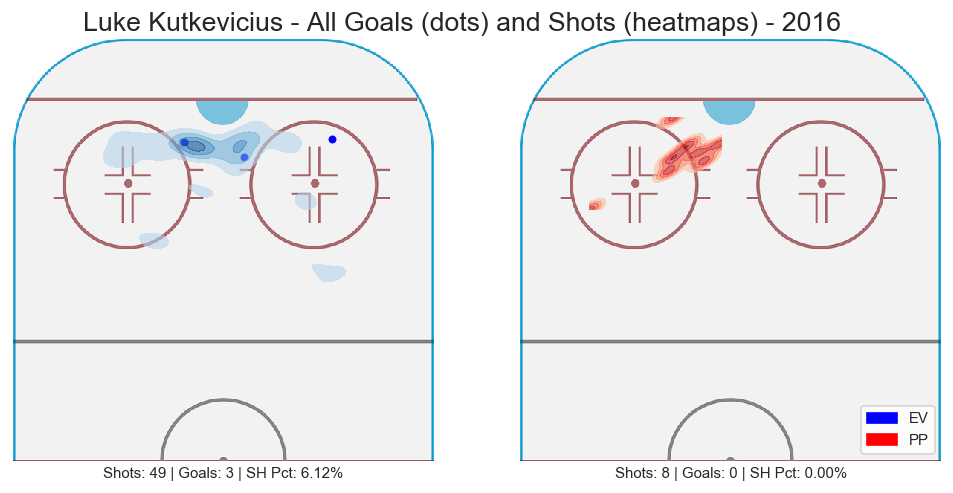 Luke Kutkevicius - All Goals (dots) and Shots (heatmaps) - 2016
EV
PP
Shots: 49 | Goals: 3 | SH Pct: 6.12%
Shots: 8 | Goals: 0 | SH Pct: 0.00%